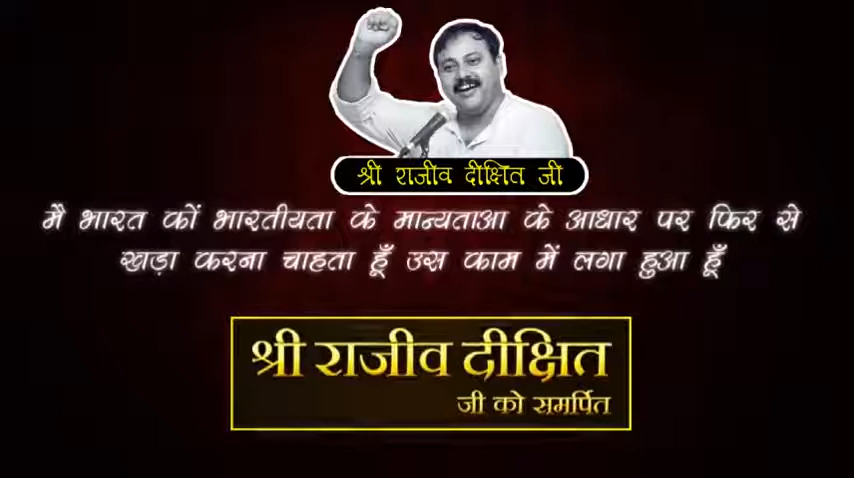 श्री राजीव दीक्षित जी
मै भारत कों भारतीयता के मान्यताआ के आधार पर फिर से
खड़ा करना चाहता हूँ उस काम में लगा हुआ हूँ
श्री राजीव दीक्षित
जी को समर्पित